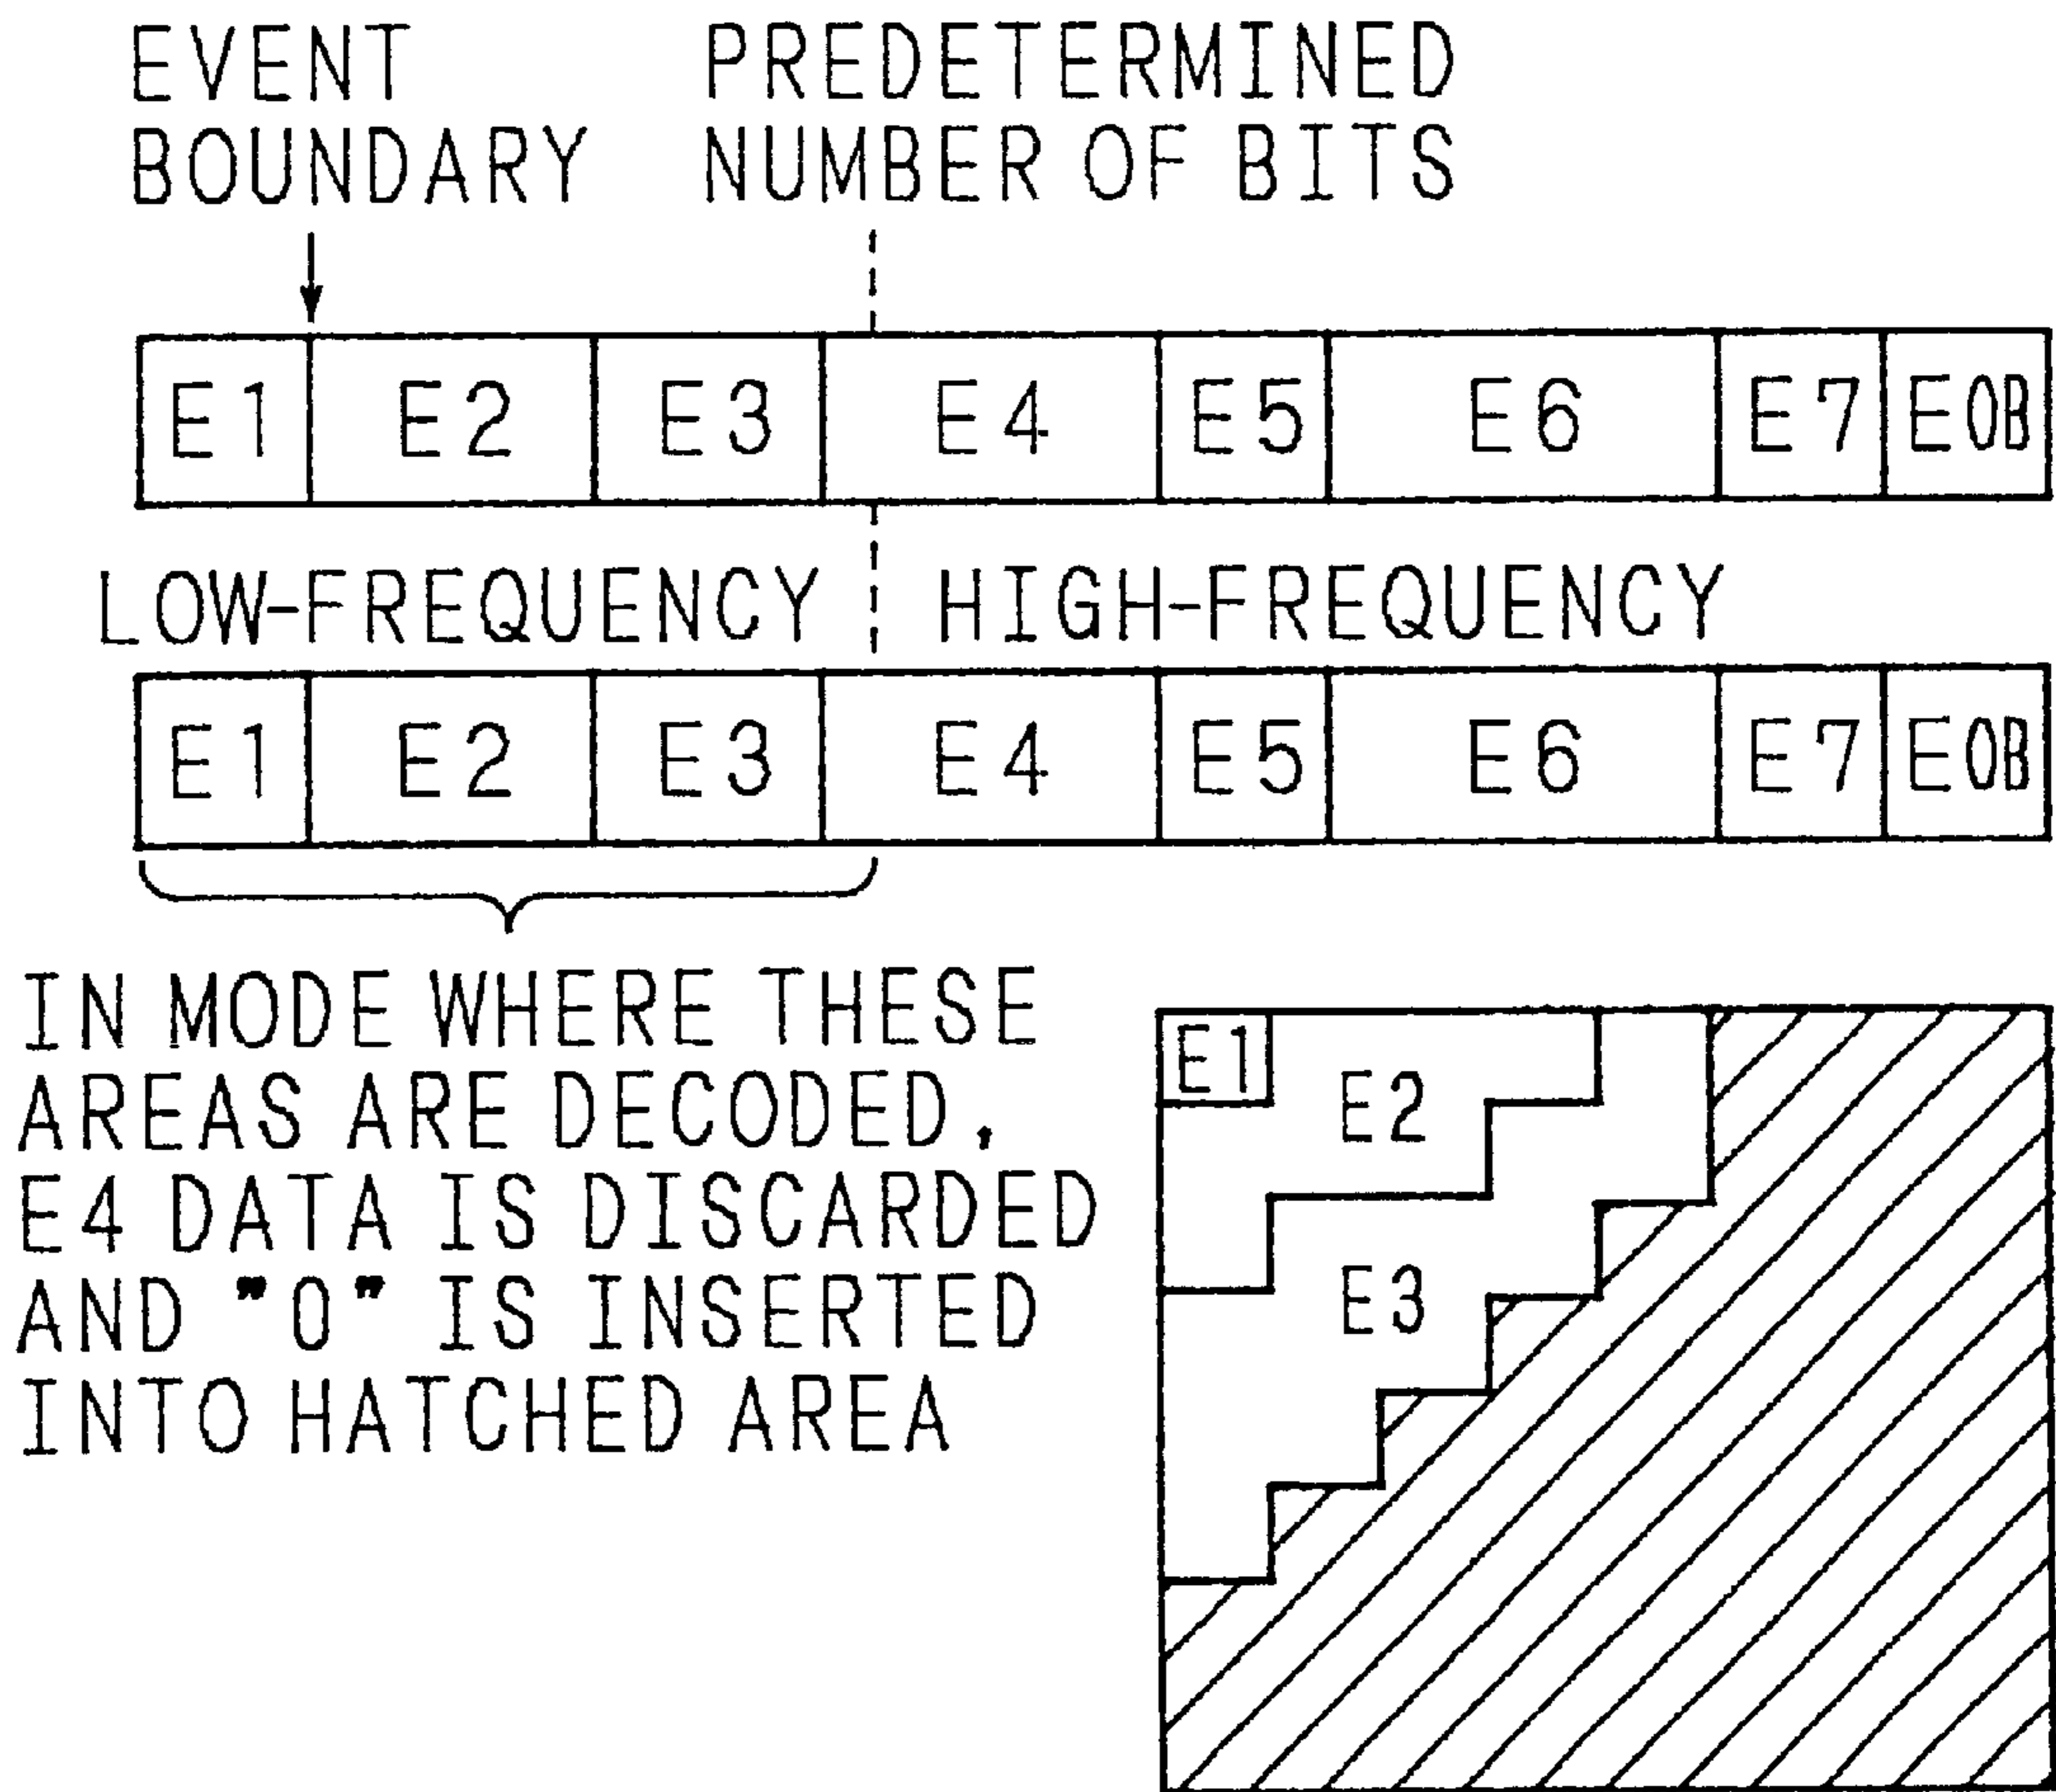 EVENT BOUNDARY
PREDETERMINED NUMBER OF BITS
E1 E2 E3 E4 E5 E6 E7 EOB
LOW-FREQUENCY HIGH-FREQUENCY
E1 E2 E3 E4 E5 E6 E7 EOB
IN MODE WHERE THESE
AREAS ARE DECODED,
E4 DATA IS DISCARDED
AND "0" IS INSERTED
INTO HATCHED AREA
E1
E2
E3